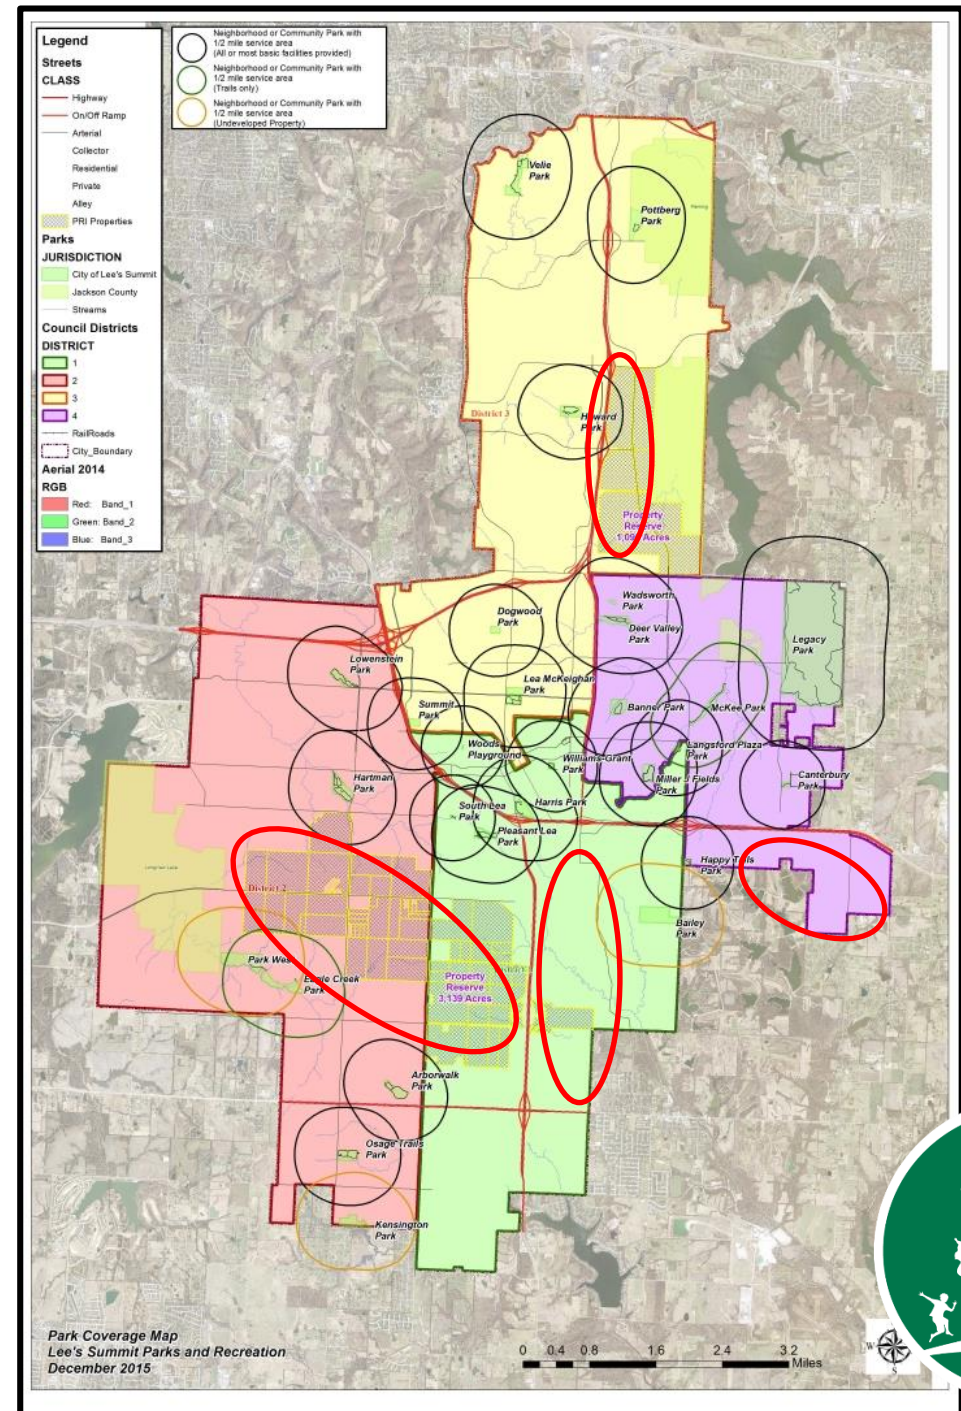 Legend
Streets
CLASS
Highway
On/Off Ramp
Arterial
Collector
Residential
Private
Alley
PRI Properties
Parks
JURISDICTION
City of Lee's Summit
Jackson County
Streams
Council Districts
DISTRICT
1
2
3
4
RailRoads
City_Boundary
Aerial 2014
RGB
Red: Band_1
Green: Band_2
Blue: Band_3
Neighborhood or Community Park with
1/2 mile service area
(All or most basic facilities provided)
Neighborhood or Community Park with
1/2 mile service area
(Trails only)
Neighborhood or Community Park with
1/2 mile service area
(Undeveloped Property)
Velie
Park
Pottberg
Park
District 3
Howard
Park
Property
Reserve
Acres
Wadsworth
Park
Dogwood
Park
Deer Valley
Park
Legacy
Park
Lowenstein
Park
Lea McKeighan
Park
Summit
Park
Banner Park
McKee Park
Woods
Playground
Williams-Grant
Park
Langsford Plaza
Park
Hartman
Park
Miller J Fields
Park
Canterbury
Park
South Lea
Park
Harris Park
Pleasant Lea
Park
Happy Tails
Park
District 2
Bailey
Park
Park West
Eagle Creek
Park
Property
Reserve
3,139 Acres
Arborwalk
Park
Osage Trails
Park
Kensington
Park
Park Coverage Map
Lee's Summit Parks and Recreation
December 2015
0 0.4 0.8 1.6 2.4 3.2
Miles
W
S